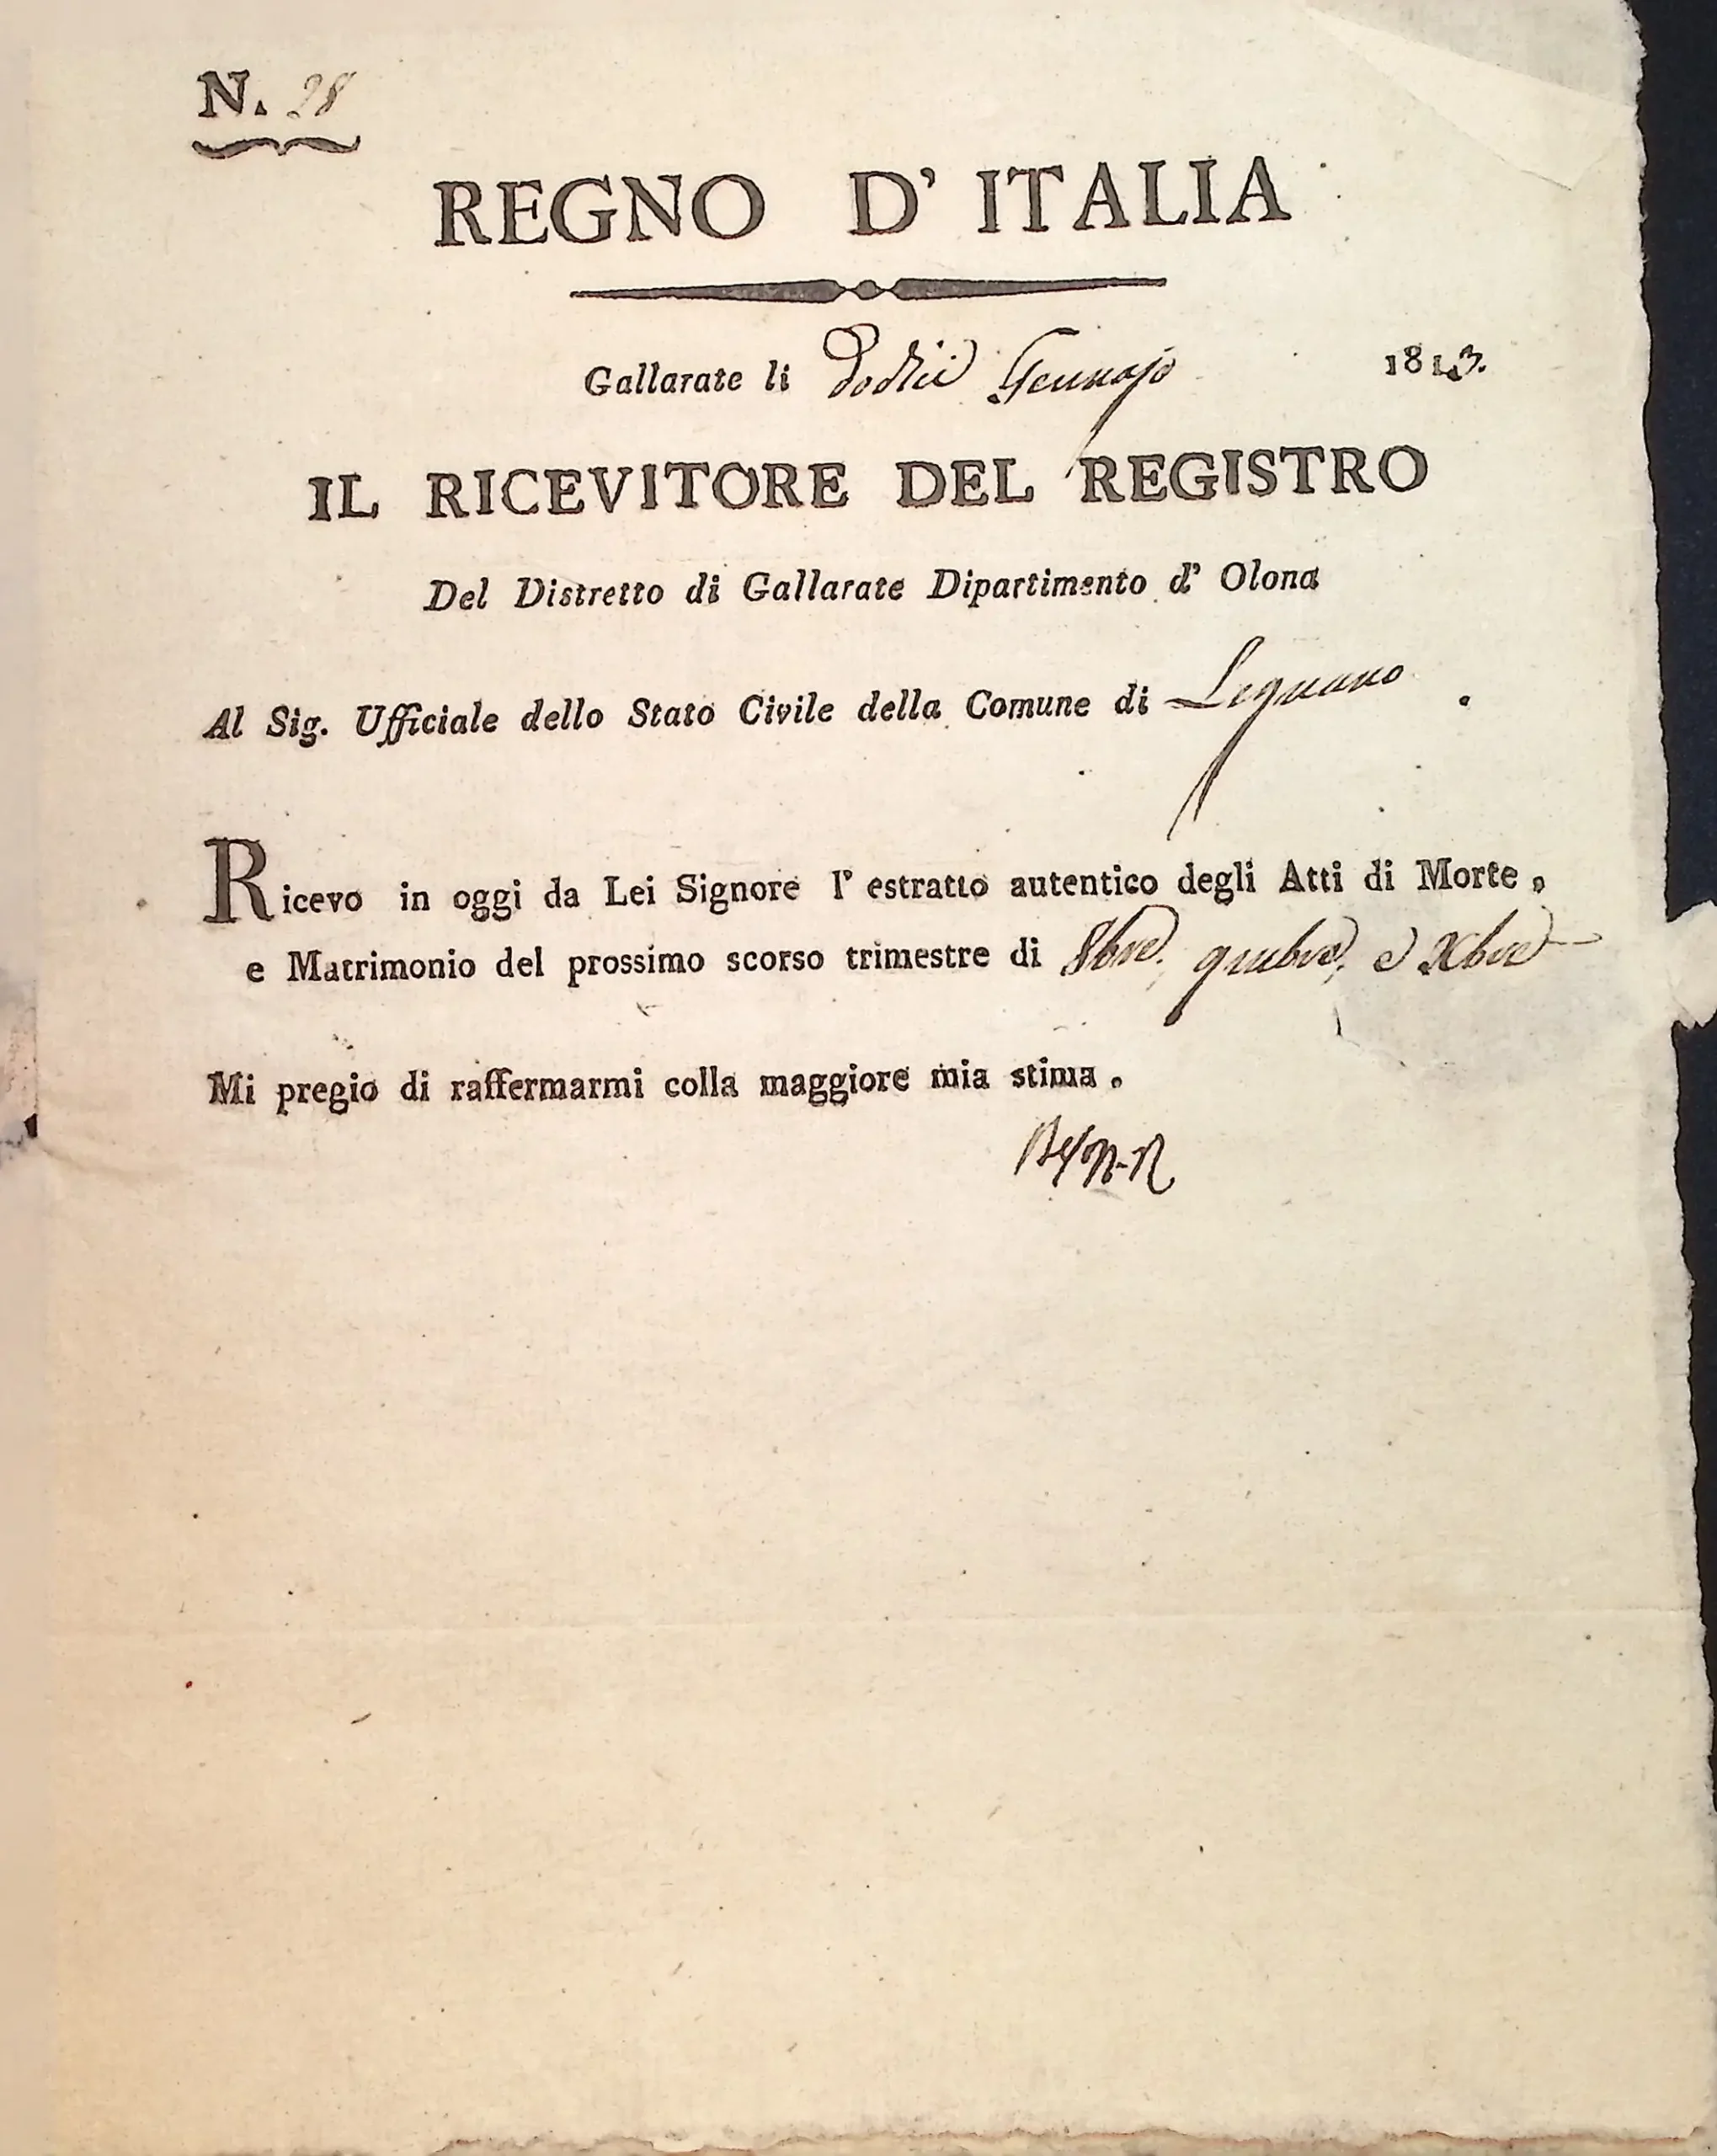 N. 28
REGNO D' ITALIA
Gallarate li Dodici Gennajo 1813.
IL RICEVITORE DEL REGISTRO
Del Distretto di Gallarate Dipartimento d' Olona
Al Sig. Ufficiale dello Stato Civile della Comune di Legnano .
Ricevo in oggi da Lei Signore l' estratto autentico degli Atti di Morte,
e Matrimonio del prossimo scorso trimestre di 8bre, 9mbre, e Xbre
Mi pregio di raffermarmi colla maggiore mia stima.